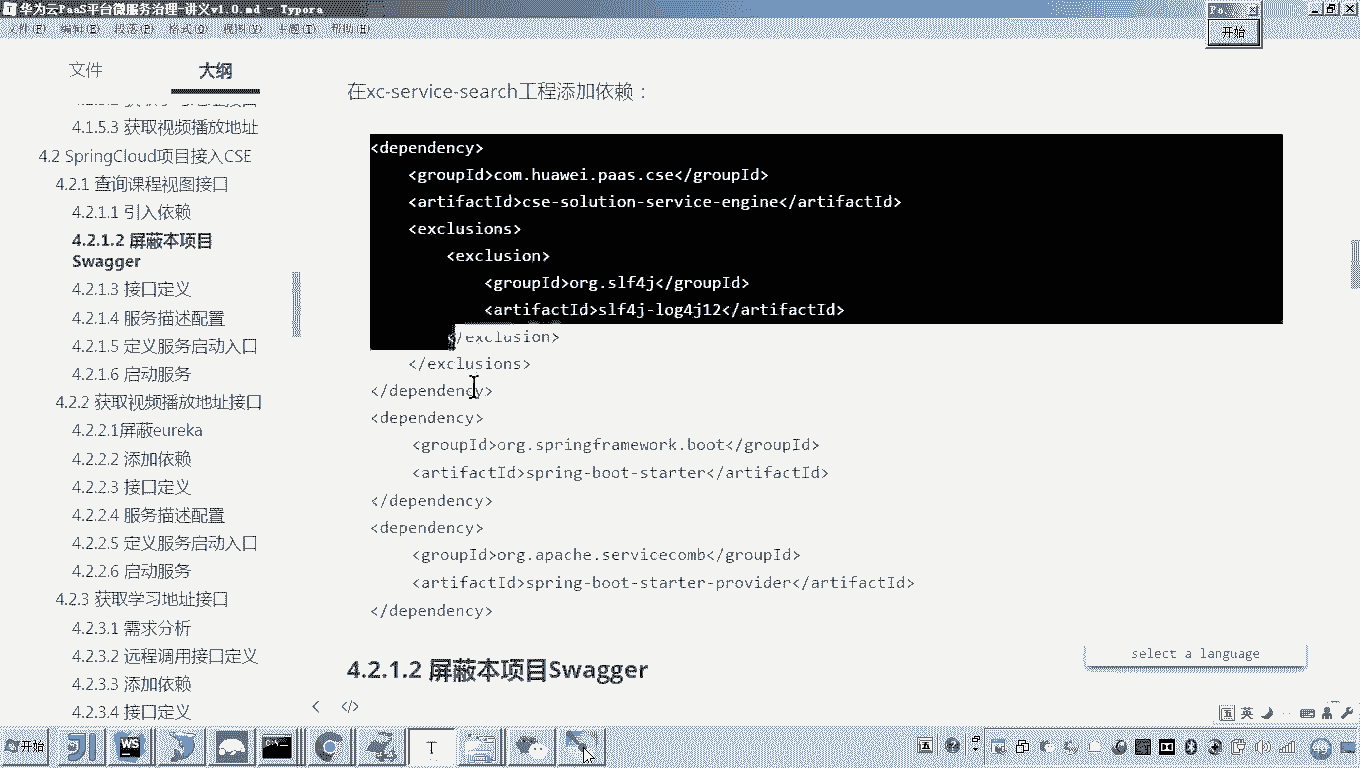 华为云PaaS平台微服务治理-讲义v1.0.md - Typora
文件(F) 编辑(E) 段落(P) 格式(O) 视图(V) 主题(T) 帮助(H)
开始
文件 大纲
4.1.5.3 获取视频播放地址
4.2 SpringCloud项目接入CSE
4.2.1 查询课程视图接口
4.2.1.1 引入依赖
4.2.1.2 屏蔽本项目
Swagger
4.2.1.3 接口定义
4.2.1.4 服务描述配置
4.2.1.5 定义服务启动入口
4.2.1.6 启动服务
4.2.2 获取视频播放地址接口
4.2.2.1屏蔽eureka
4.2.2.2 添加依赖
4.2.2.3 接口定义
4.2.2.4 服务描述配置
4.2.2.5 定义服务启动入口
4.2.2.6 启动服务
4.2.3 获取学习地址接口
4.2.3.1 需求分析
4.2.3.2 远程调用接口定义
4.2.3.3 添加依赖
4.2.3.4 接口定义
在xc-service-search工程添加依赖：
<dependency>
<groupId>com.huawei.paas.cse</groupId>
<artifactId>cse-solution-service-engine</artifactId>
<exclusions>
<exclusion>
<groupId>org.slf4j</groupId>
<artifactId>slf4j-log4j12</artifactId>
</exclusion>
</exclusions>
</dependency>
<dependency>
<groupId>org.springframework.boot</groupId>
<artifactId>spring-boot-starter</artifactId>
</dependency>
<dependency>
<groupId>org.apache.servicecomb</groupId>
<artifactId>spring-boot-starter-provider</artifactId>
</dependency>
select a language
4.2.1.2 屏蔽本项目Swagger
英
开始
WS
T